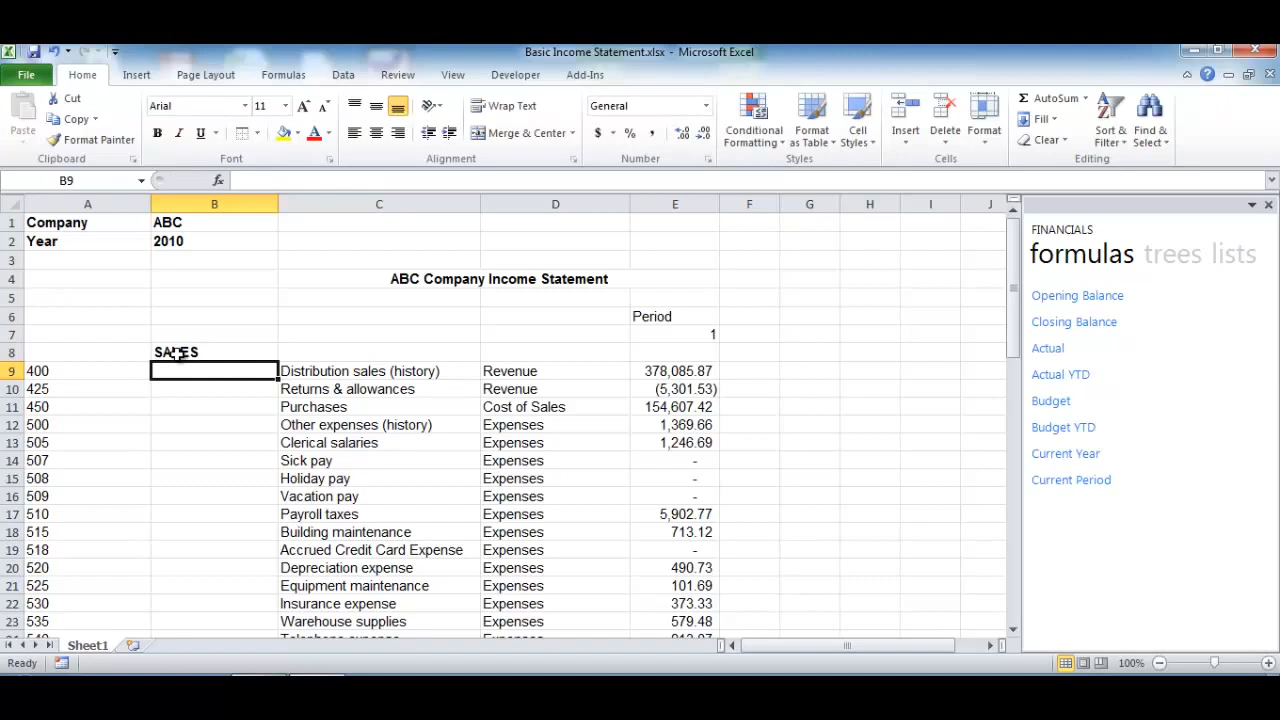 Basic Income Statement.xlsx - Microsoft Excel
File Home Insert Page Layout Formulas Data Review View Developer Add-Ins
Paste Cut Copy Format Painter Clipboard
Arial 11 B I U A Font
Wrap Text Merge & Center Alignment
General $ % , Number
Conditional Formatting Format as Table Cell Styles Styles
Insert Delete Format Cells
Σ AutoSum Fill Clear Sort & Filter Find & Select Editing
B9 fx
A B C D E F G H I J
1 Company ABC
2 Year 2010
3
4 ABC Company Income Statement
5
6 Period
7 1
8 SALES
9 400 Distribution sales (history) Revenue 378,085.87
10 425 Returns & allowances Revenue (5,301.53)
11 450 Purchases Cost of Sales 154,607.42
12 500 Other expenses (history) Expenses 1,369.66
13 505 Clerical salaries Expenses 1,246.69
14 507 Sick pay Expenses -
15 508 Holiday pay Expenses -
16 509 Vacation pay Expenses -
17 510 Payroll taxes Expenses 5,902.77
18 515 Building maintenance Expenses 713.12
19 518 Accrued Credit Card Expense Expenses -
20 520 Depreciation expense Expenses 490.73
21 525 Equipment maintenance Expenses 101.69
22 530 Insurance expense Expenses 373.33
23 535 Warehouse supplies Expenses 579.48
FINANCIALS
formulas trees lists
Opening Balance
Closing Balance
Actual
Actual YTD
Budget
Budget YTD
Current Year
Current Period
Sheet1
Ready 100%